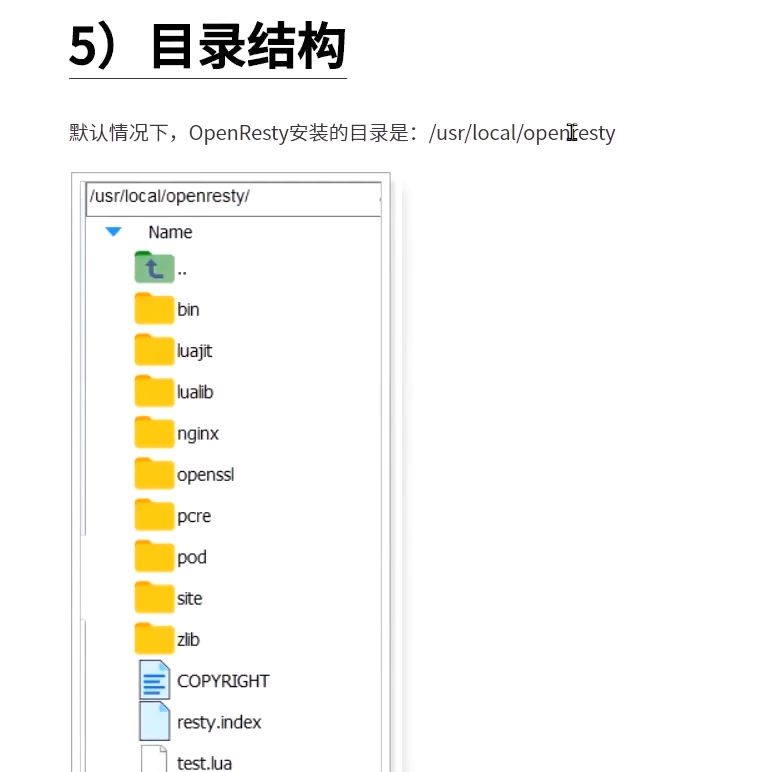 5）目录结构
默认情况下，OpenResty安装的目录是：/usr/local/openresty
/usr/local/openresty/
Name
..
bin
luajit
lualib
nginx
openssl
pcre
pod
site
zlib
COPYRIGHT
resty.index
test.lua